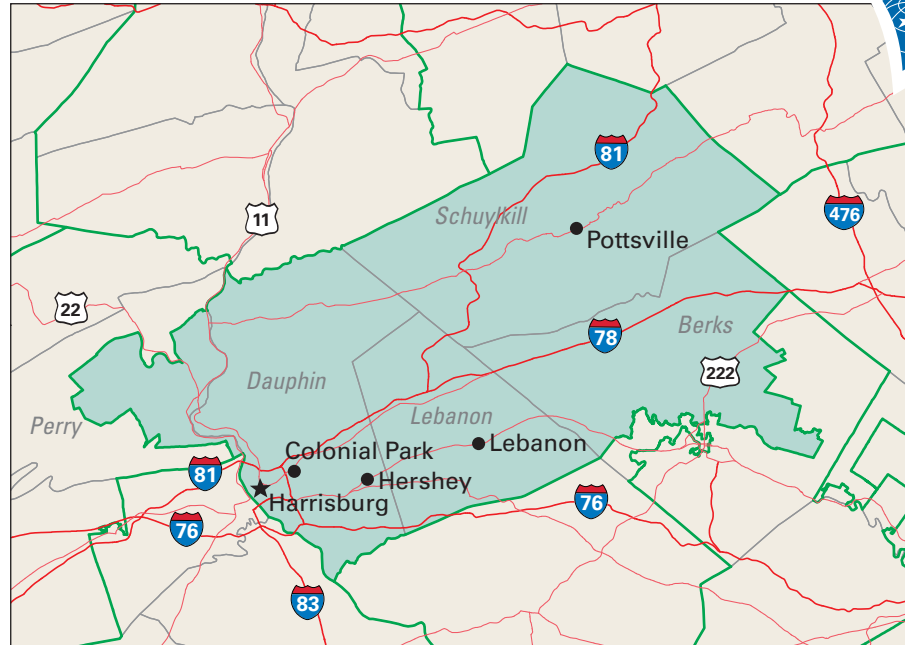 81
Schuylkill
476
11
Pottsville
22
78
Berks
222
Dauphin
Lebanon
Perry
Colonial Park
Lebanon
81
Hershey
Harrisburg
76
76
83